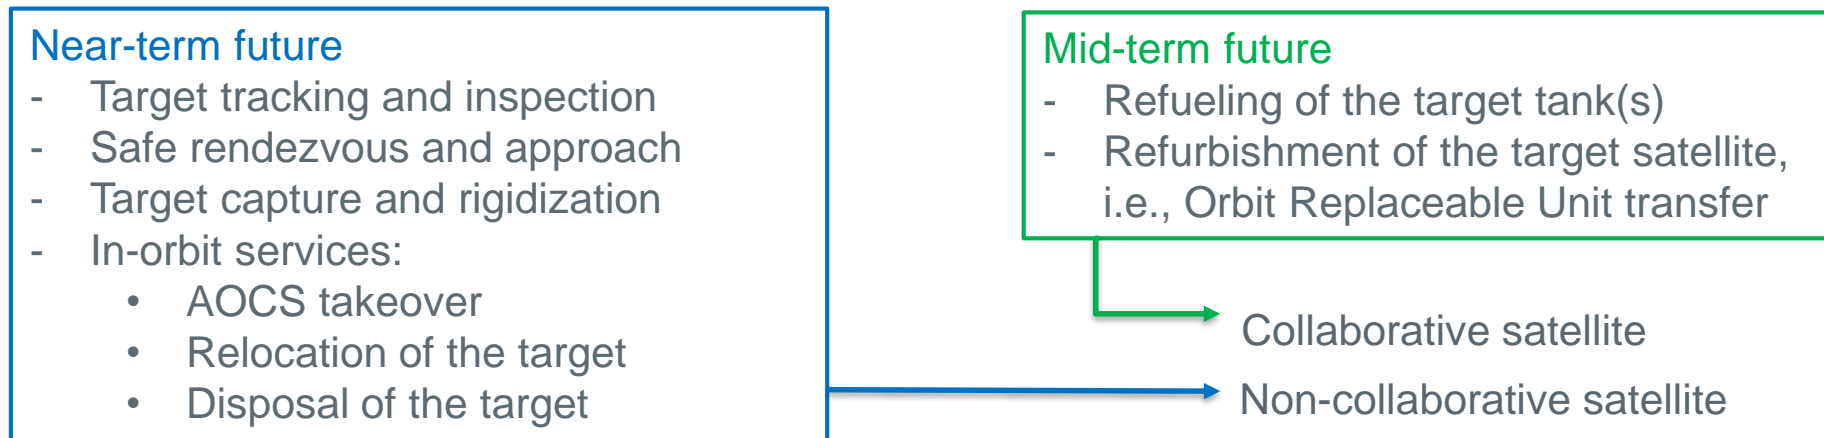 Near-term future
- Target tracking and inspection
- Safe rendezvous and approach
- Target capture and rigidization
- In-orbit services:
• AOCS takeover
• Relocation of the target
• Disposal of the target
Mid-term future
- Refueling of the target tank(s)
- Refurbishment of the target satellite,
i.e., Orbit Replaceable Unit transfer
Collaborative satellite
Non-collaborative satellite